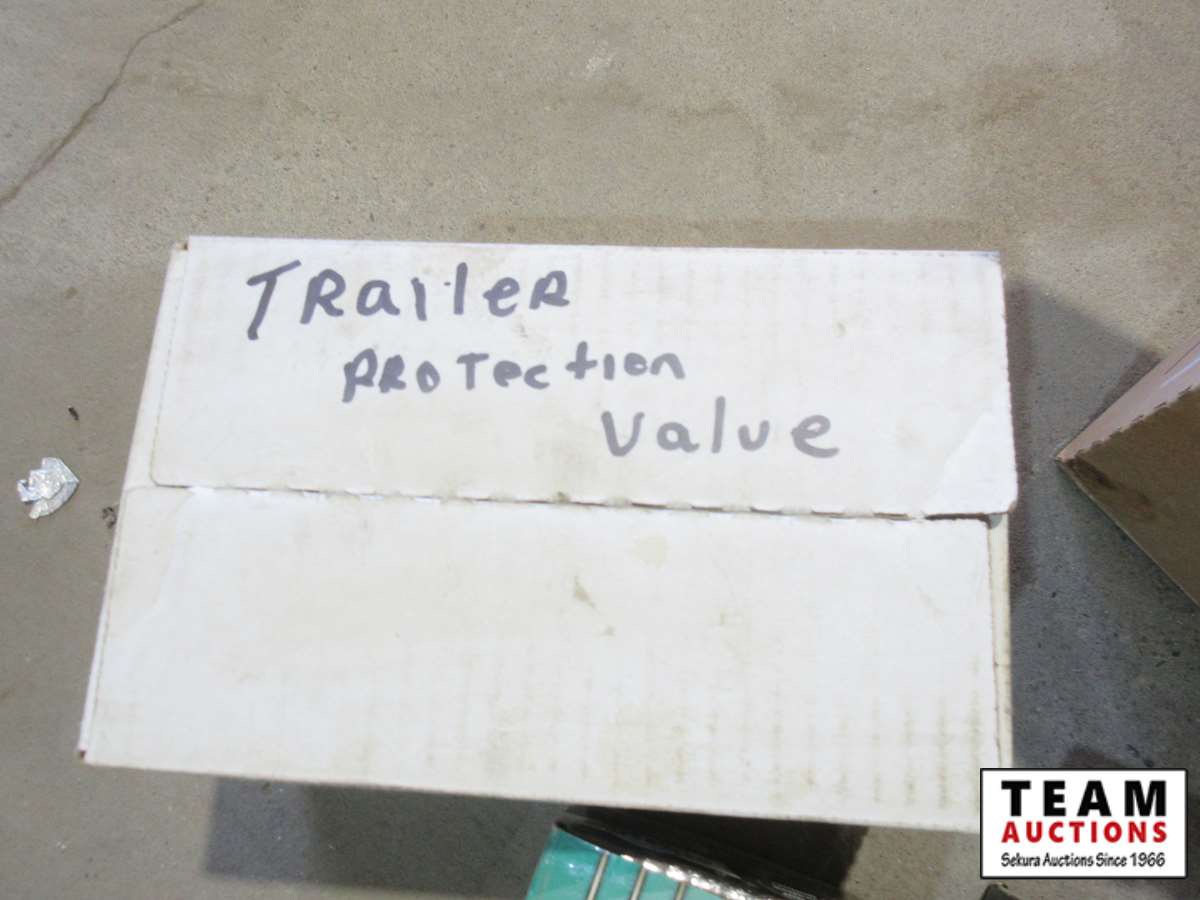 TRailer
PROTection
Value
TEAM
AUCTIONS
Sekura Auctions Since 1966